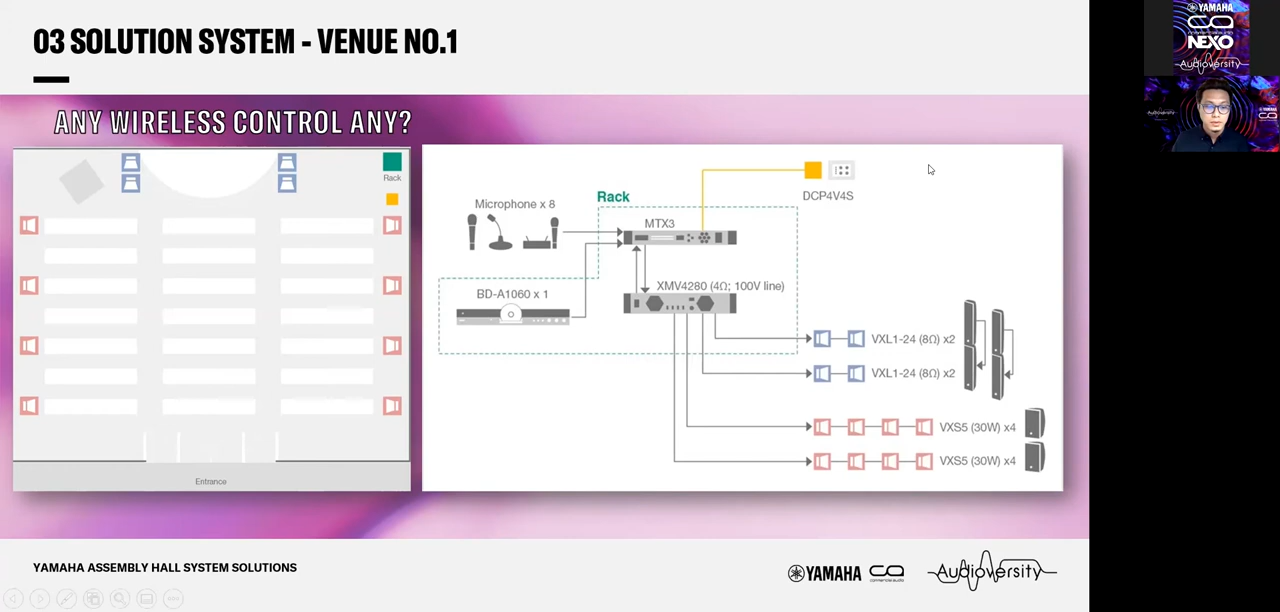 03 SOLUTION SYSTEM - VENUE NO.1
ANY WIRELESS CONTROL ANY?
Rack
Entrance
Rack
Microphone x 8
MTX3
DCP4V4S
BD-A1060 x 1
XMV4280 (4Ω; 100V line)
VXL1-24 (8Ω) x2
VXL1-24 (8Ω) x2
VXS5 (30W) x4
VXS5 (30W) x4
YAMAHA ASSEMBLY HALL SYSTEM SOLUTIONS
YAMAHA
Audioversity
YAMAHA
NEXO
Audioversity